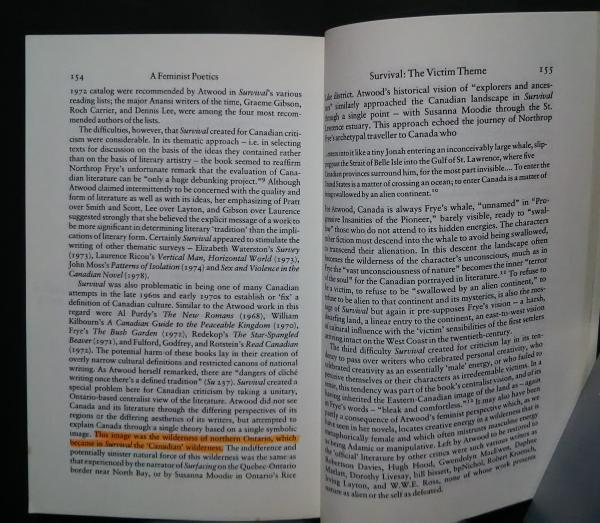 154 A Feminist Poetics
1972 catalog were recommended by Atwood in Survival's various
reading lists; the major Anansi writers of the time, Graeme Gibson,
Roch Carrier, and Dennis Lee, were among the four most recom-
mended authors of the lists.
The difficulties, however, that Survival created for Canadian criti-
cism were considerable. In its thematic approach – i.e. in selecting
texts for discussion on the basis of the ideas they contained rather
than on the basis of literary artistry – the book seemed to reaffirm
Northrop Frye's unfortunate remark that the evaluation of Cana-
dian literature can be "only a huge debunking project."9 Although
Atwood claimed intermittently to be concerned with the quality and
form of literature as well as with its ideas, her emphasizing of Pratt
over Smith and Scott, Lee over Layton, and Gibson over Laurence
suggested strongly that she believed the explicit message of a work to
be more significant in determining literary 'tradition' than the impli-
cations of literary form. Certainly Survival appeared to stimulate the
writing of other thematic surveys – Elizabeth Waterston's Survey
(1973), Laurence Ricou's Vertical Man, Horizontal World (1973),
John Moss's Patterns of Isolation (1974) and Sex and Violence in the
Canadian Novel (1978).
Survival was also problematic in being one of many Canadian
attempts in the late 1960s and early 1970s to establish or 'fix' a
definition of Canadian culture. Similar to the Atwood work in this
regard were Al Purdy's The New Romans (1968), William
Kilbourn's A Canadian Guide to the Peaceable Kingdom (1970),
Frye's The Bush Garden (1972), Redekop's The Star-Spangled
Beaver (1971), and Fulford, Godfrey, and Rotstein's Read Canadian
(1972). The potential harm of these books lay in their creation of
overly narrow cultural definitions and restricted canons of national
writing. As Atwood herself remarked, there are "dangers of cliché
writing once there's a defined tradition" (Su 237). Survival created a
special problem here for Canadian criticism by taking a unitary,
Ontario-based centralist view of the literature. Atwood did not see
Canada and its literature through the differing perspectives of its
regions or the differing aesthetics of its writers, but attempted to
explain Canada through a single theory based on a single symbolic
image. This image was the wilderness of northern Ontario, which
became in Survival the 'Canadian' wilderness. The indifference and
potentially sinister natural force of this wilderness was the same as
that experienced by the narrator of Surfacing on the Quebec-Ontario
border near North Bay, or by Susanna Moodie in Ontario's Rice
Survival: The Victim Theme 155
Lake district. Atwood's historical vision of "explorers and ances-
tors" similarly approached the Canadian landscape in Survival
through a single point – with Susanna Moodie through the St.
Lawrence estuary. This approach echoed the journey of Northrop
Frye's archetypal traveller to Canada who
enters into it like a tiny Jonah entering an inconceivably large whale, slip-
ping past the Strait of Belle Isle into the Gulf of St. Lawrence, where five
Canadian provinces surround him, for the most part invisible... To enter the
United States is a matter of crossing an ocean; to enter Canada is a matter of
being swallowed by an alien continent.10
For Atwood, Canada is always Frye's whale, "unnamed" in "Pro-
gressive Insanities of the Pioneer," barely visible, ready to "swal-
low" those who do not attend to its hidden energies. The characters
of her fiction must descend into the whale to avoid being swallowed,
to transcend their alienation. In this descent the landscape often
becomes the wilderness of the character's unconscious, much as in
Frye the "vast unconsciousness of nature" becomes the inner "terror
of the soul" for the Canadian portrayed in literature.11 To refuse to
be a victim, to refuse to be "swallowed by an alien continent," to
refuse to be alien to that continent and its mysteries, is also the mes-
sage of Survival but again it pre-supposes Frye's vision – a harsh,
terrifying land, a linear entry to the continent, an east-to-west vision
of cultural influence with the 'victim' sensibilities of the first settlers
arriving intact on the West Coast in the twentieth-century.
The third difficulty Survival created for criticism lay in its ten-
dency to pass over writers who celebrated personal creativity, who
celebrated creativity as an essentially 'male' energy, or who failed to
perceive themselves or their characters as irredeemable victims. In a
sense, this tendency was part of the book's centralist vision, and of its
having inherited the Eastern-Canadian image of the land as – again
in Frye's words – "bleak and comfortless."12 It may also have been
partly a consequence of Atwood's feminist perspective which, as we
have seen in her novels, locates creative energy in a wilderness that is
metaphorically female and which often mistrusts masculine energy
as being Adamic or manipulative. Left by Atwood to be restored to
the 'official' literature by other critics were such various writers as
Robertson Davies, Hugh Hood, Gwendolyn MacEwen, Daphne
Marlatt, Dorothy Livesay, bill bissett, bpNichol, Robert Kroetsch,
Irving Layton, and W.W.E. Ross, none of whose work presents
nature as alien or the self as defeated.